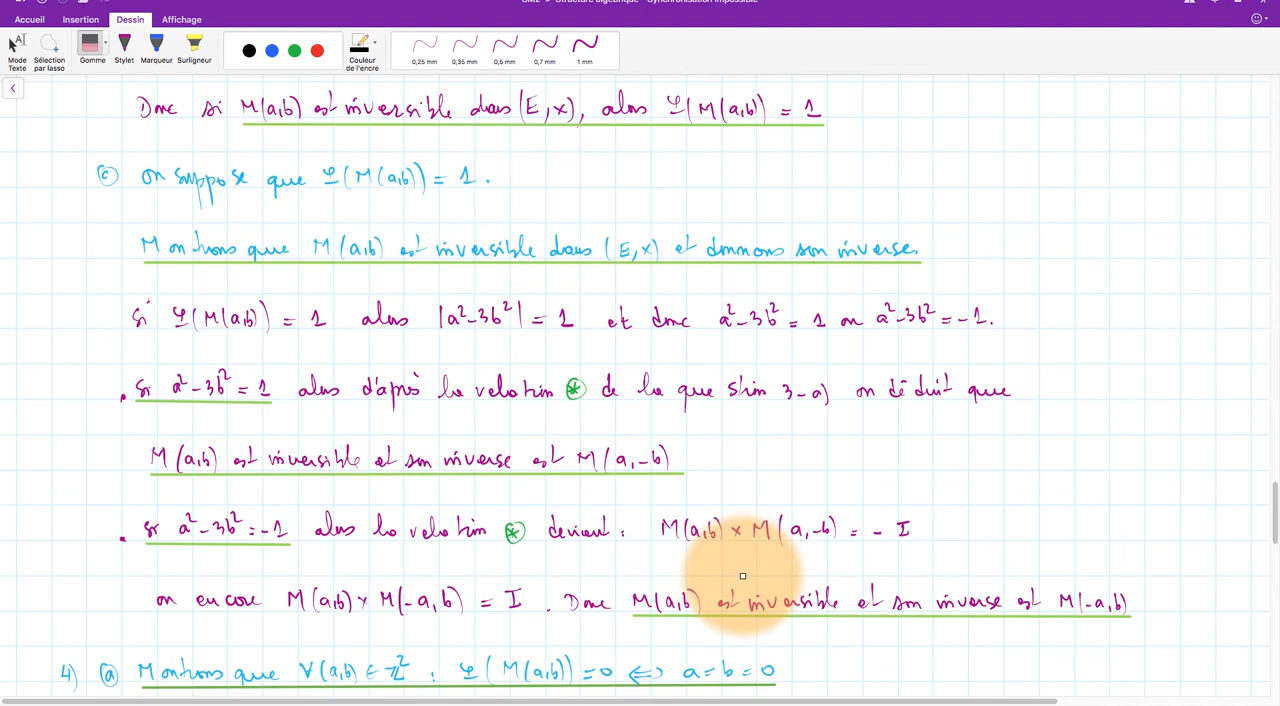 Accueil Insertion Dessin Affichage
Mode Texte Sélection par lasso Gomme Stylet Marqueur Surligneur Couleur de l'encre 0,25 mm 0,35 mm 0,5 mm 0,7 mm 1 mm
Donc si M(a,b) est inversible dans (E,×), alors φ(M(a,b)) = 1
c on suppose que φ(M(a,b)) = 1.
Montrons que M(a,b) est inversible dans (E,×) et donnons son inverse.
Si φ(M(a,b)) = 1 alors |a²-3b²| = 1 et donc a²-3b² = 1 ou a²-3b² = -1.
. Si a²-3b² = 1 alors d'après la relation * de la question 3-a) on déduit que
M(a,b) est inversible et son inverse est M(a,-b)
. Si a²-3b² = -1 alors la relation * devient : M(a,b) × M(a,-b) = - I
ou encore M(a,b) × M(-a,b) = I . Donc M(a,b) est inversible et son inverse est M(-a,b)
4) a Montrons que ∀(a,b) ∈ ℤ² : φ(M(a,b)) = 0 ⟺ a = b = 0